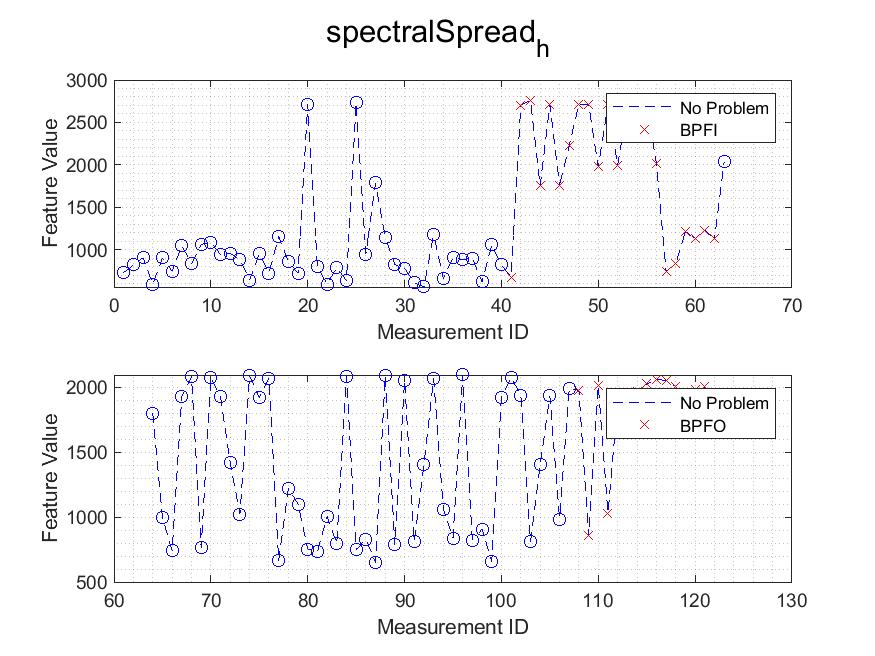 spectralSpread_h
Feature Value
3000
2500
2000
1500
1000
No Problem
BPFI
0 10 20 30 40 50 60 70
Measurement ID
Feature Value
2000
1500
1000
500
No Problem
BPFO
60 70 80 90 100 110 120 130
Measurement ID